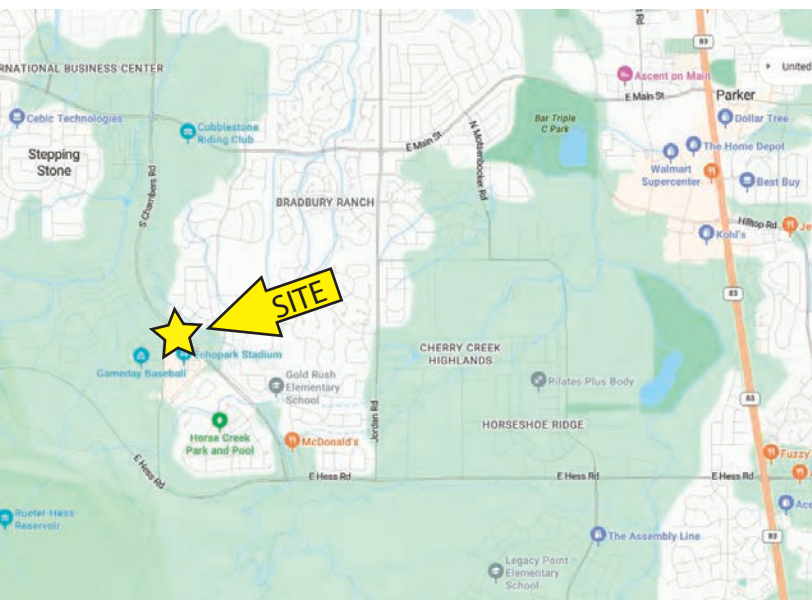 RNATIONAL BUSINESS CENTER
Cebic Technologies
Stepping
Stone
Cobblestone
Riding Club
S Chambers Rd
BRADBURY RANCH
E Main St
N Motsenbocker Rd
Bar Triple
C Park
Ascent on Main
E Main St
83
United
Parker
Dollar Tree
The Home Depot
Walmart
Supercenter
Best Buy
Hilltop Rd
Je
Kohl's
83
SITE
Echopark Stadium
Gameday Baseball
Gold Rush
Elementary
School
CHERRY CREEK
HIGHLANDS
Pilates Plus Body
83
Horse Creek
Park and Pool
McDonald's
Jordan Rd
HORSESHOE RIDGE
Fuzzy
E Hess Rd
E Hess Rd
E Hess Rd
E Hess Rd
Rueter-Hess
Reservoir
Ace
The Assembly Line
83
Legacy Point
Elementary
School